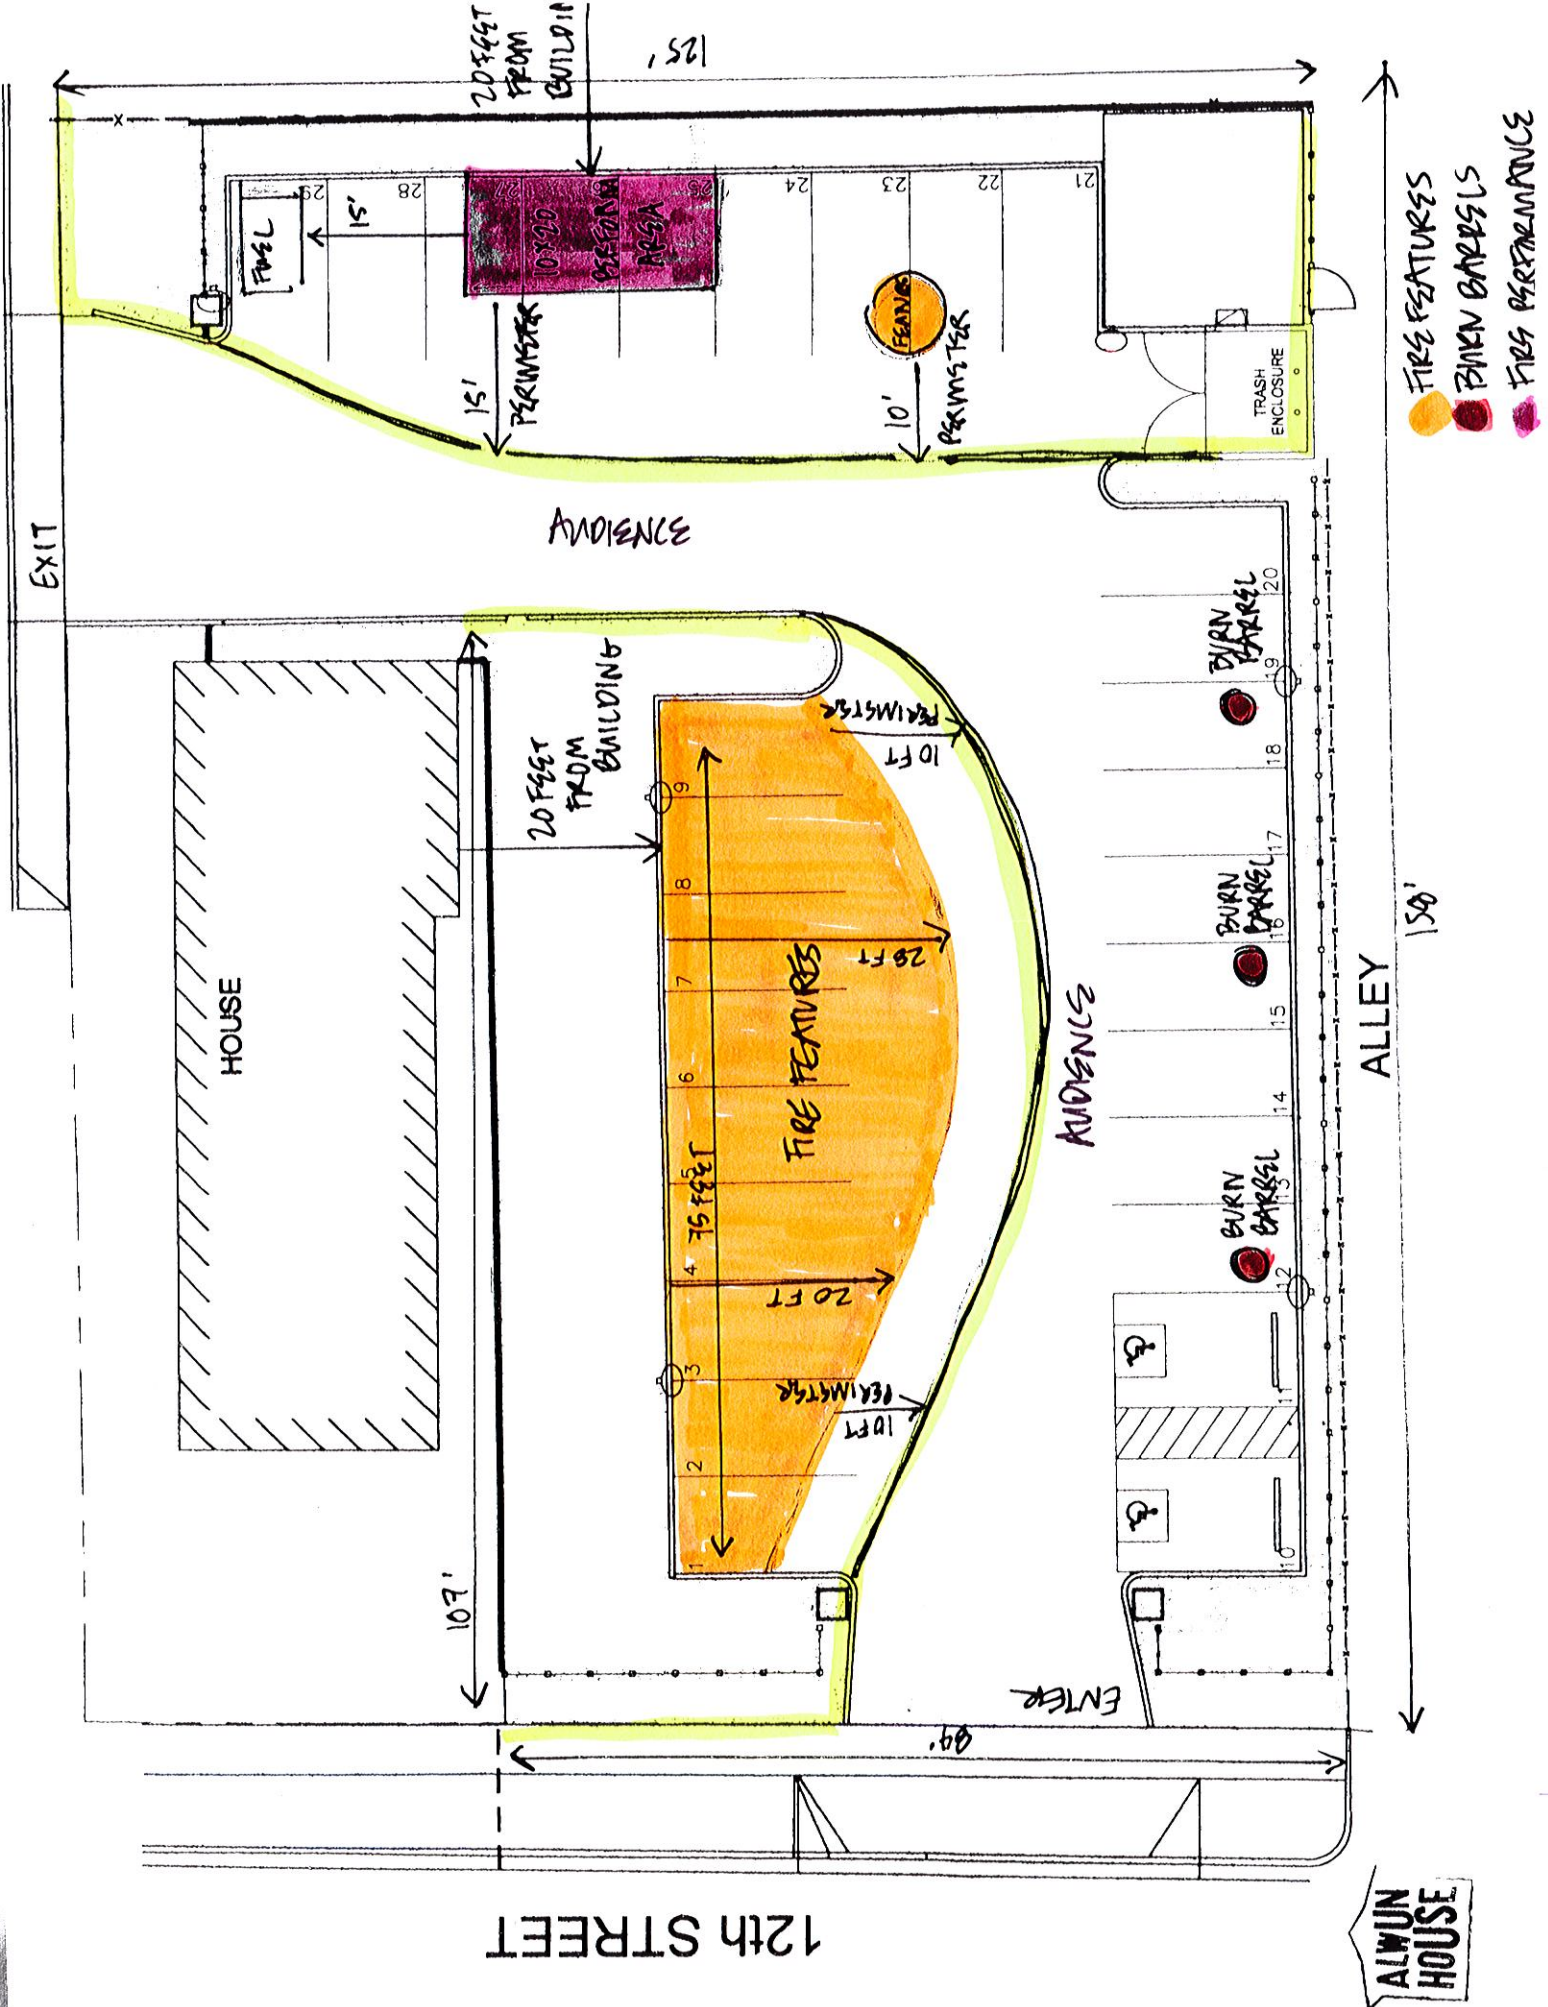 20 FEET
FROM
BUILDIN
125'
EXIT
FUEL
15'
29
28
27
26
25
24
23
22
21
10x20
PERFORM
AREA
15'
PERIMETER
10'
PERIMETER
TRASH
ENCLOSURE
FIRE FEATURES
BURN BARRELS
FIRE PERFORMANCE
AUDIENCE
HOUSE
20 FEET
FROM
BUILDING
107'
1
2
3
4
5
6
7
8
9
75 FEET
FIRE FEATURES
28 FT
20 FT
10 FT
PERIMETER
10 FT
PERIMETER
AUDIENCE
BURN
BARREL
BURN
BARREL
BURN
BARREL
10
11
12
13
14
15
16
17
18
19
20
ALLEY
158'
ENTER
89'
12th STREET
ALWUN
HOUSE